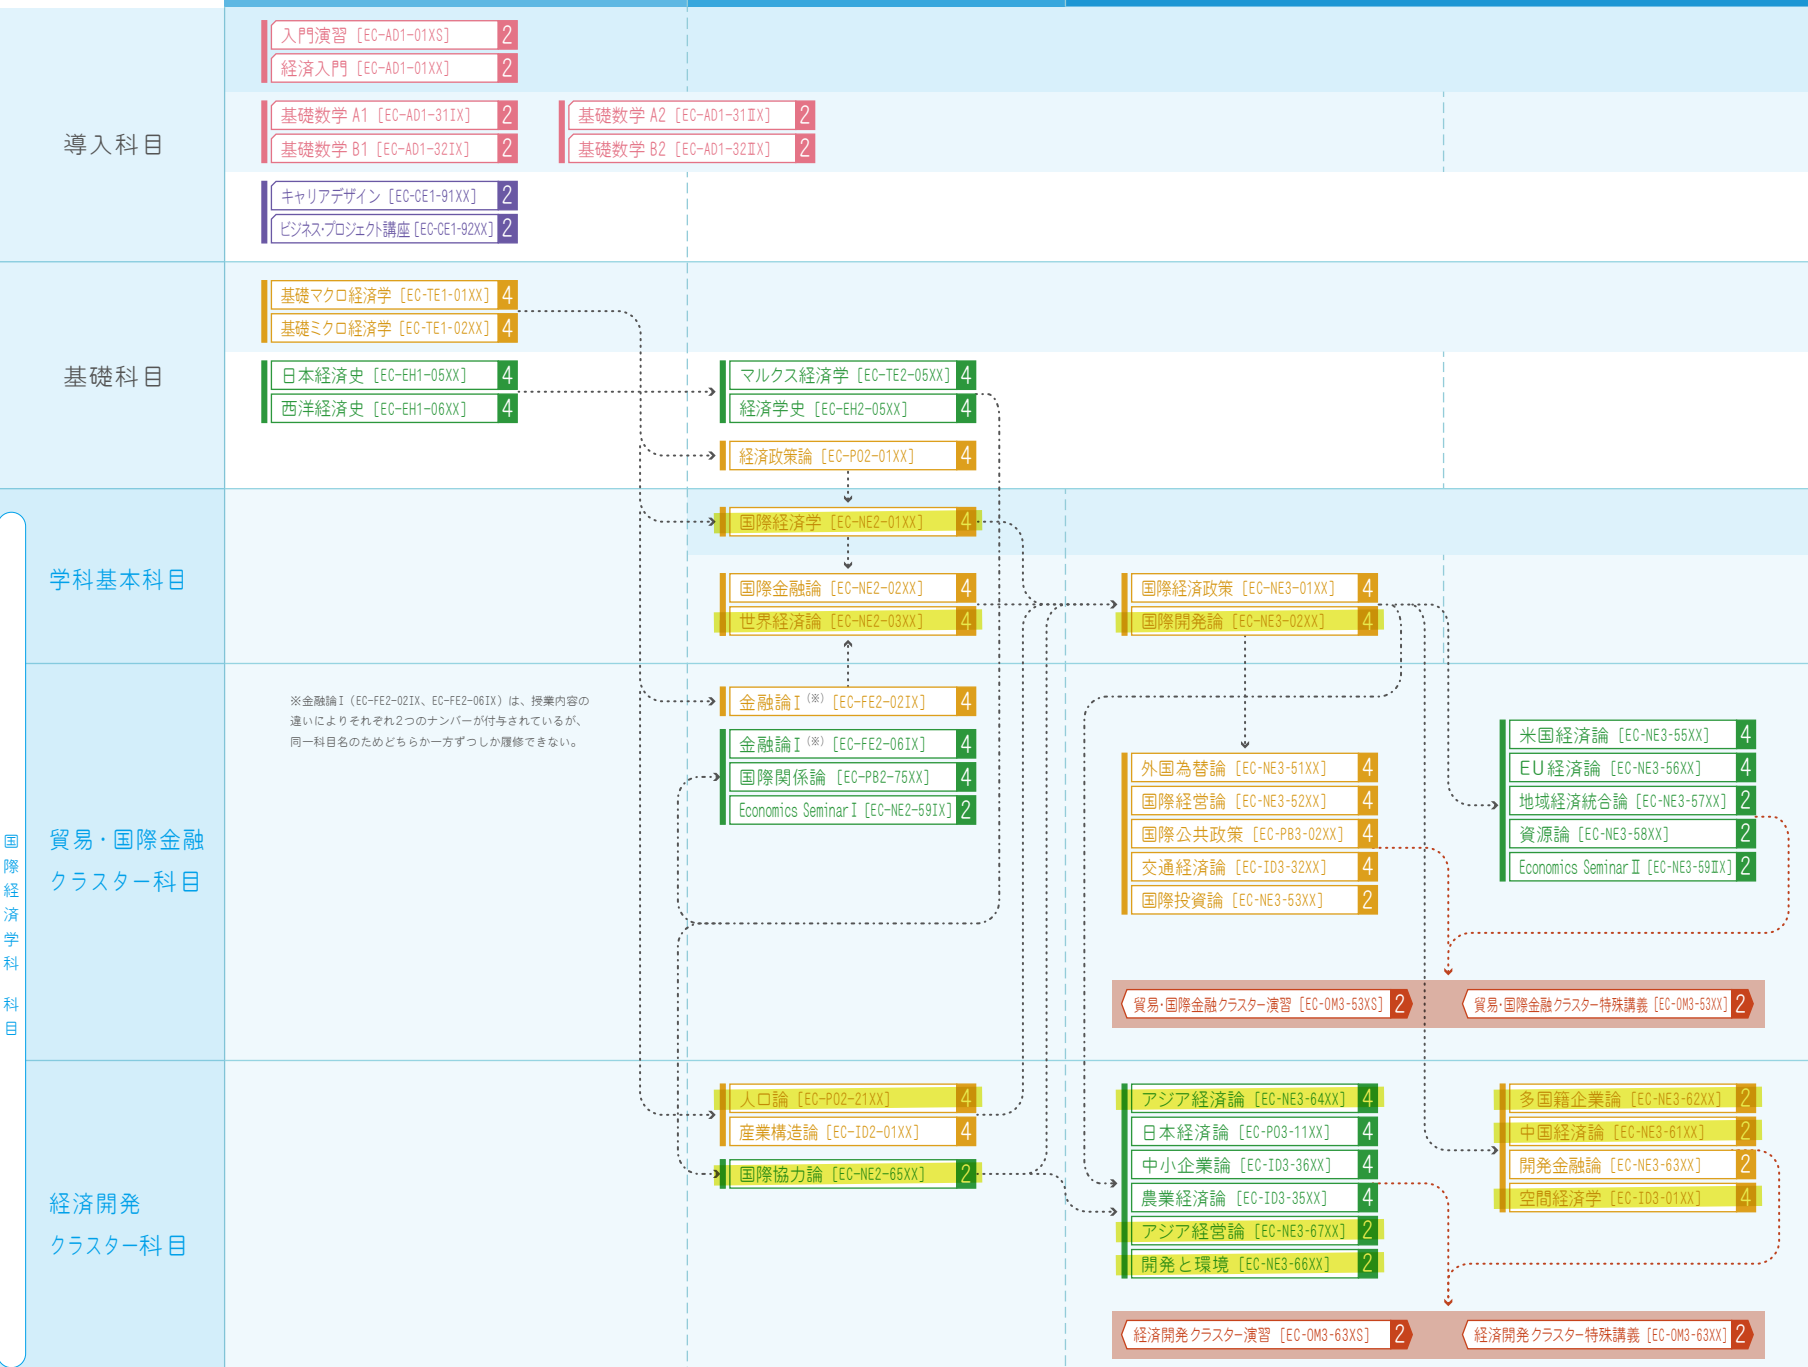 導入科目
入門演習 [EC-AD1-01XS] 2
経済入門 [EC-AD1-01XX] 2
基礎数学 A1 [EC-AD1-31IX] 2
基礎数学 B1 [EC-AD1-32IX] 2
基礎数学 A2 [EC-AD1-31ⅡX] 2
基礎数学 B2 [EC-AD1-32ⅡX] 2
キャリアデザイン [EC-CE1-91XX] 2
ビジネス・プロジェクト講座 [EC-CE1-92XX] 2
基礎科目
基礎マクロ経済学 [EC-TE1-01XX] 4
基礎ミクロ経済学 [EC-TE1-02XX] 4
日本経済史 [EC-EH1-05XX] 4
西洋経済史 [EC-EH1-06XX] 4
マルクス経済学 [EC-TE2-05XX] 4
経済学史 [EC-EH2-05XX] 4
経済政策論 [EC-PO2-01XX] 4
国際経済学科 科目
学科基本科目
国際経済学 [EC-NE2-01XX] 4
国際金融論 [EC-NE2-02XX] 4
世界経済論 [EC-NE2-03XX] 4
国際経済政策 [EC-NE3-01XX] 4
国際開発論 [EC-NE3-02XX] 4
貿易・国際金融
クラスター科目
※金融論Ⅰ（EC-FE2-02IX、EC-FE2-06IX）は、授業内容の
違いによりそれぞれ2つのナンバーが付与されているが、
同一科目名のためどちらか一方ずつしか履修できない。
金融論Ⅰ(※) [EC-FE2-02IX] 4
金融論Ⅰ(※) [EC-FE2-06IX] 4
国際関係論 [EC-PB2-75XX] 4
Economics SeminarⅠ [EC-NE2-59IX] 2
外国為替論 [EC-NE3-51XX] 4
国際経営論 [EC-NE3-52XX] 4
国際公共政策 [EC-PB3-02XX] 4
交通経済論 [EC-ID3-32XX] 4
国際投資論 [EC-NE3-53XX] 2
米国経済論 [EC-NE3-55XX] 4
EU経済論 [EC-NE3-56XX] 4
地域経済統合論 [EC-NE3-57XX] 2
資源論 [EC-NE3-58XX] 2
Economics SeminarⅡ [EC-NE3-59ⅡX] 2
貿易・国際金融クラスター演習 [EC-OM3-53XS] 2
貿易・国際金融クラスター特殊講義 [EC-OM3-53XX] 2
経済開発
クラスター科目
人口論 [EC-PO2-21XX] 4
産業構造論 [EC-ID2-01XX] 4
国際協力論 [EC-NE2-65XX] 2
アジア経済論 [EC-NE3-64XX] 4
日本経済論 [EC-PO3-11XX] 4
中小企業論 [EC-ID3-36XX] 4
農業経済論 [EC-ID3-35XX] 4
アジア経営論 [EC-NE3-67XX] 2
開発と環境 [EC-NE3-66XX] 2
多国籍企業論 [EC-NE3-62XX] 2
中国経済論 [EC-NE3-61XX] 2
開発金融論 [EC-NE3-63XX] 2
空間経済学 [EC-ID3-01XX] 4
経済開発クラスター演習 [EC-OM3-63XS] 2
経済開発クラスター特殊講義 [EC-OM3-63XX] 2